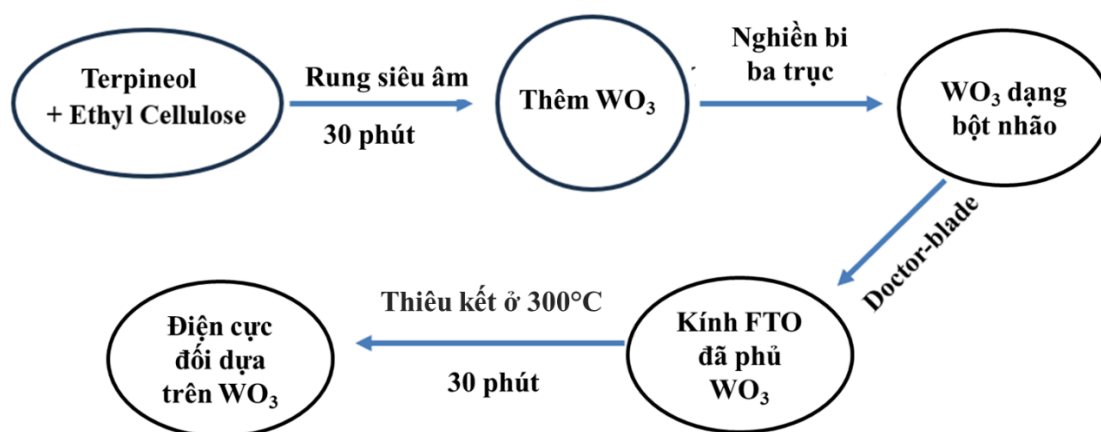 Terpineol
+ Ethyl Cellulose
Rung siêu âm
30 phút
Thêm WO₃
Nghiền bi
ba trục
WO₃ dạng
bột nhão
Doctor-blade
Kính FTO
đã phủ
WO₃
Thiêu kết ở 300°C
30 phút
Điện cực
đối dựa
trên WO₃